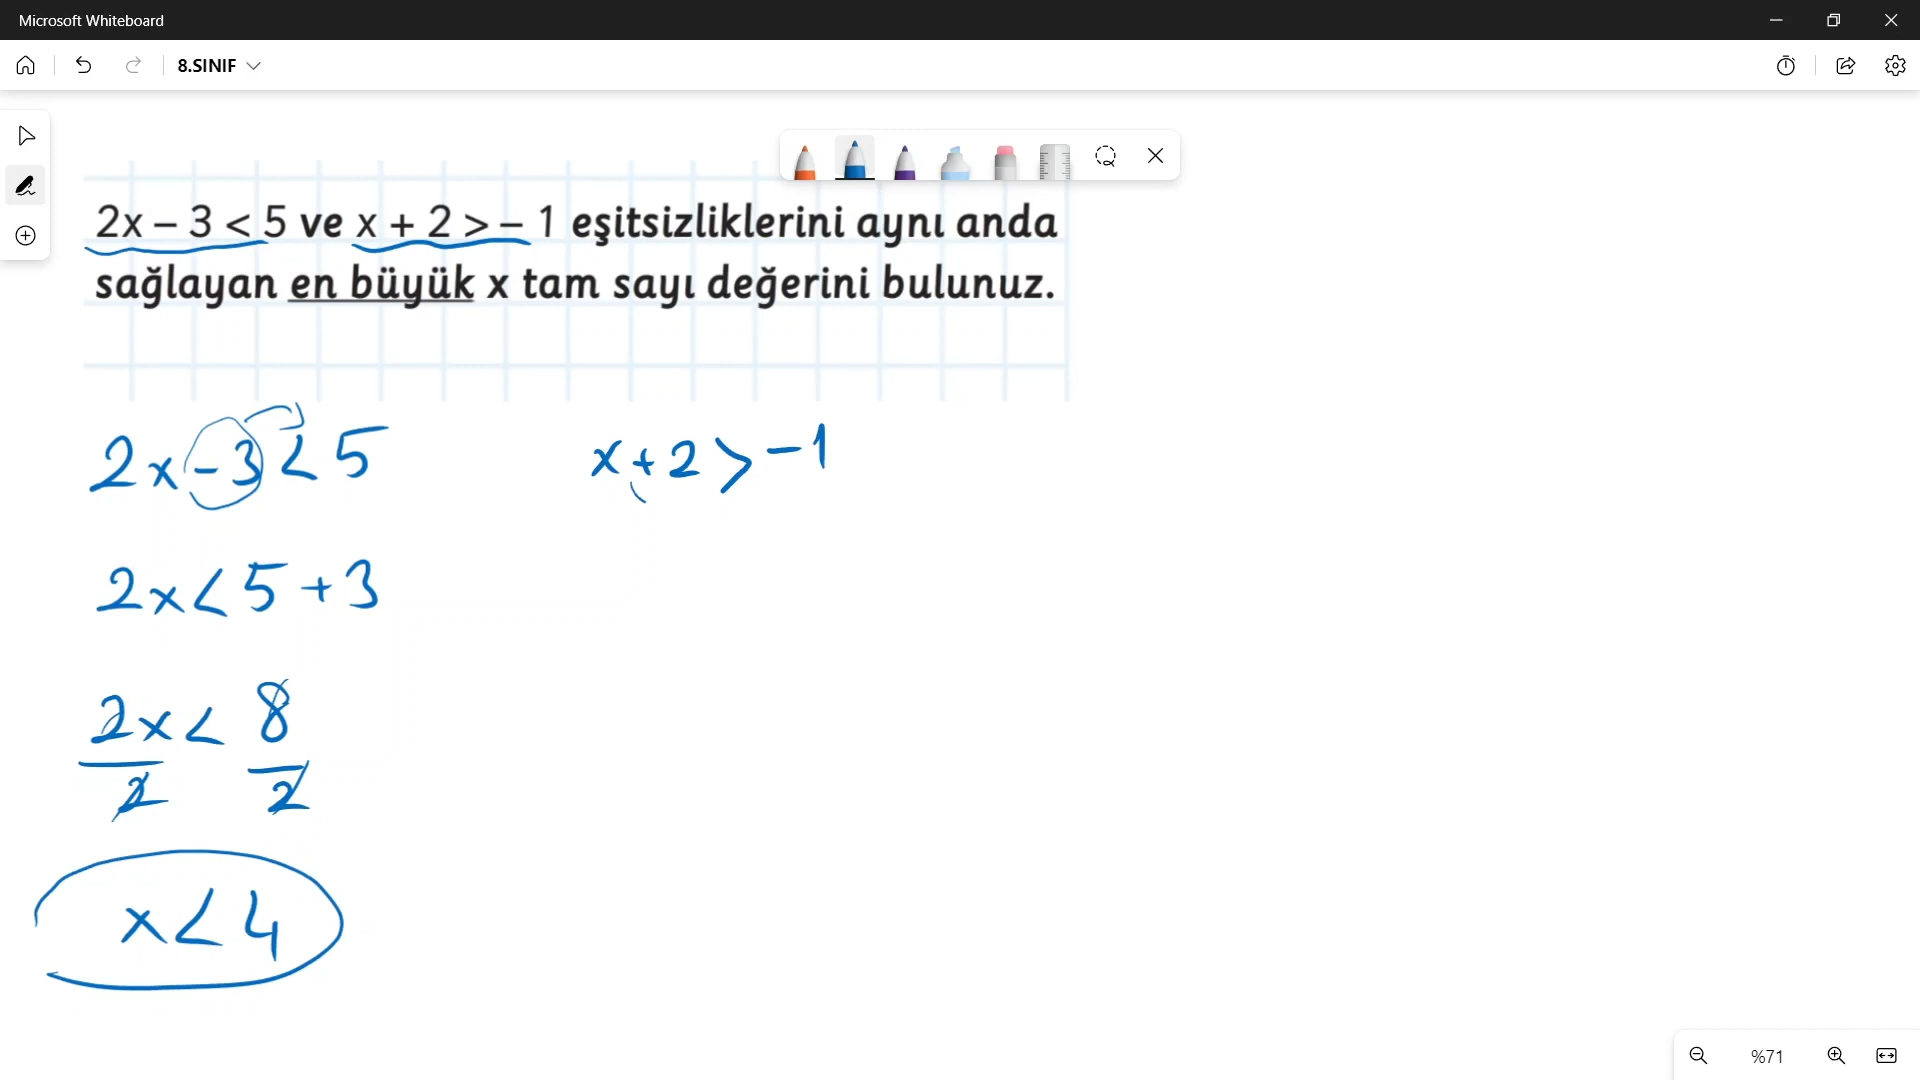 Microsoft Whiteboard
8.SINIF
2x – 3 < 5 ve x + 2 > – 1 eşitsizliklerini aynı anda
sağlayan en büyük x tam sayı değerini bulunuz.
2x -3 < 5
x + 2 > -1
2x < 5 + 3
2x < 8
2 2
x < 4
%71